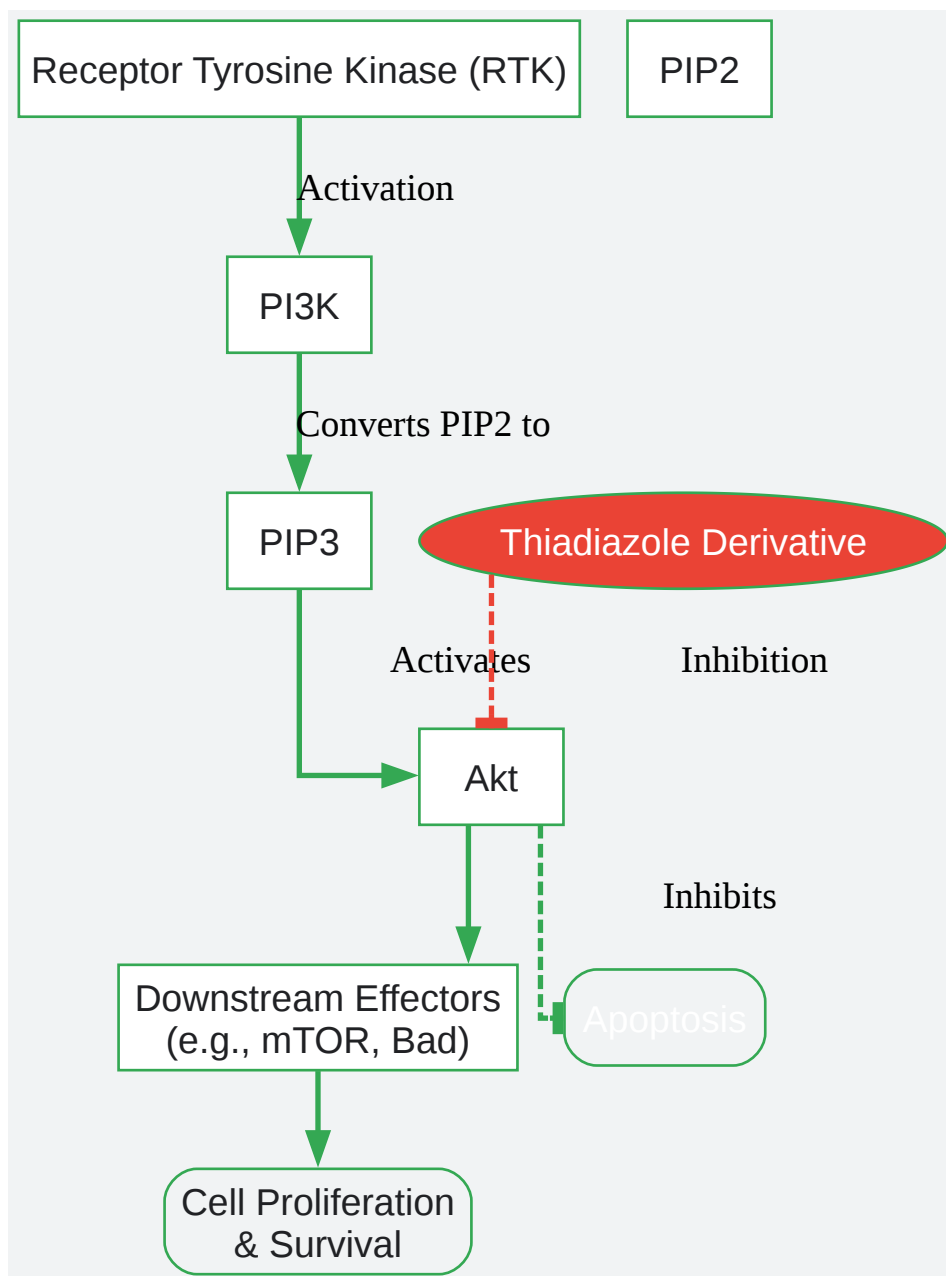 Receptor Tyrosine Kinase (RTK)
PIP2
Activation
PI3K
Converts PIP2 to
PIP3
Thiadiazole Derivative
Activates
Inhibition
Akt
Inhibits
Downstream Effectors
(e.g., mTOR, Bad)
Apoptosis
Cell Proliferation
& Survival